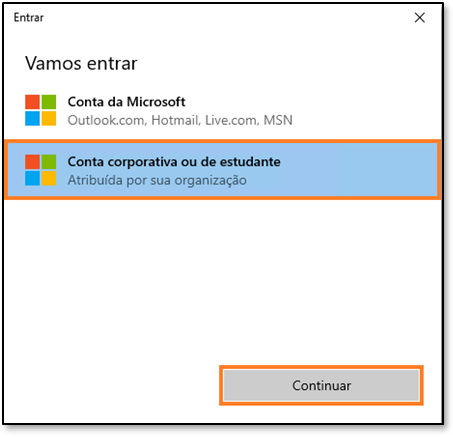 Entrar
Vamos entrar
Conta da Microsoft
Outlook.com, Hotmail, Live.com, MSN
Conta corporativa ou de estudante
Atribuída por sua organização
Continuar